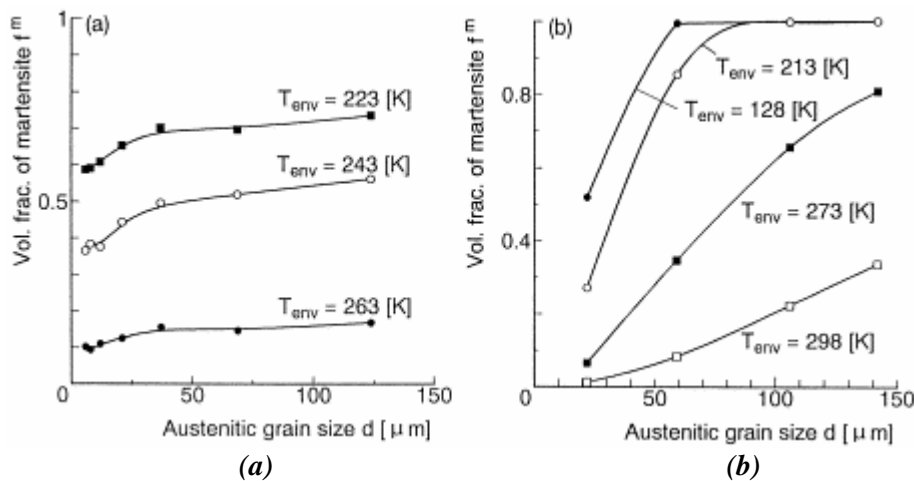 Vol. frac. of martensite f^m
1
0.5
0
50
100
150
(a)
T_env = 223 [K]
T_env = 243 [K]
T_env = 263 [K]
Austenitic grain size d [ μm]
(a)
Vol. frac. of martensite f^m
0.8
0.4
0
0
50
100
150
(b)
T_env = 213 [K]
T_env = 128 [K]
T_env = 273 [K]
T_env = 298 [K]
Austenitic grain size d [ μm]
(b)